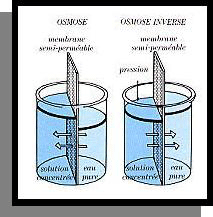 OSMOSE
membrane
semi-perméable
solution
concentrée
eau
pure
OSMOSE INVERSE
membrane
semi-perméable
pression
solution
concentrée
eau
pure